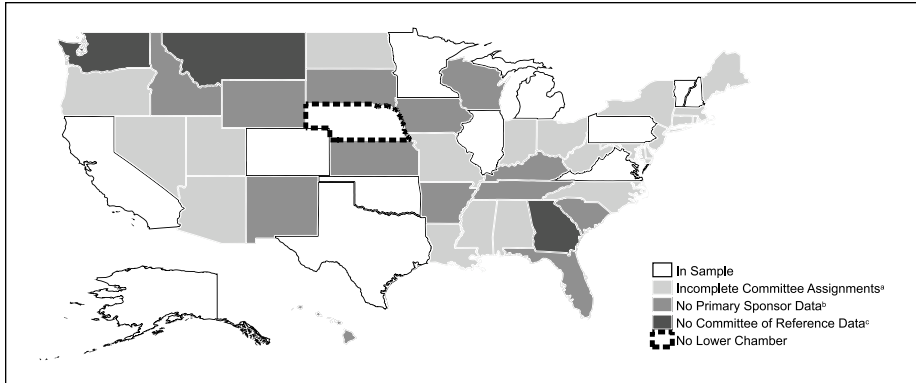 In Sample
Incomplete Committee Assignmentsᵃ
No Primary Sponsor Dataᵇ
No Committee of Reference Dataᶜ
No Lower Chamber